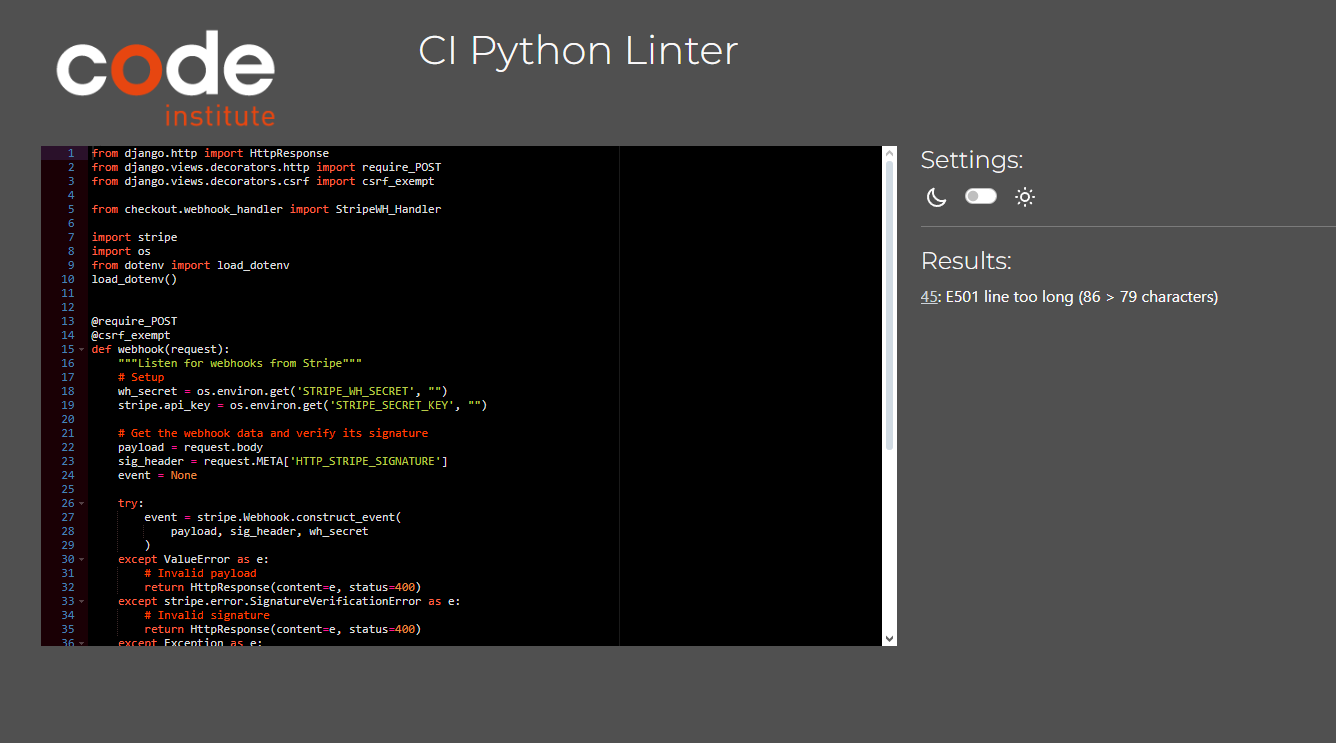 code
institute
CI Python Linter
1 from django.http import HttpResponse
2 from django.views.decorators.http import require_POST
3 from django.views.decorators.csrf import csrf_exempt
4
5 from checkout.webhook_handler import StripeWH_Handler
6
7 import stripe
8 import os
9 from dotenv import load_dotenv
10 load_dotenv()
11
12
13 @require_POST
14 @csrf_exempt
15 def webhook(request):
16     """Listen for webhooks from Stripe"""
17     # Setup
18     wh_secret = os.environ.get('STRIPE_WH_SECRET', "")
19     stripe.api_key = os.environ.get('STRIPE_SECRET_KEY', "")
20
21     # Get the webhook data and verify its signature
22     payload = request.body
23     sig_header = request.META['HTTP_STRIPE_SIGNATURE']
24     event = None
25
26     try:
27         event = stripe.Webhook.construct_event(
28             payload, sig_header, wh_secret
29         )
30     except ValueError as e:
31         # Invalid payload
32         return HttpResponse(content=e, status=400)
33     except stripe.error.SignatureVerificationError as e:
34         # Invalid signature
35         return HttpResponse(content=e, status=400)
36     except Exception as e:
Settings:
Results:
45: E501 line too long (86 > 79 characters)